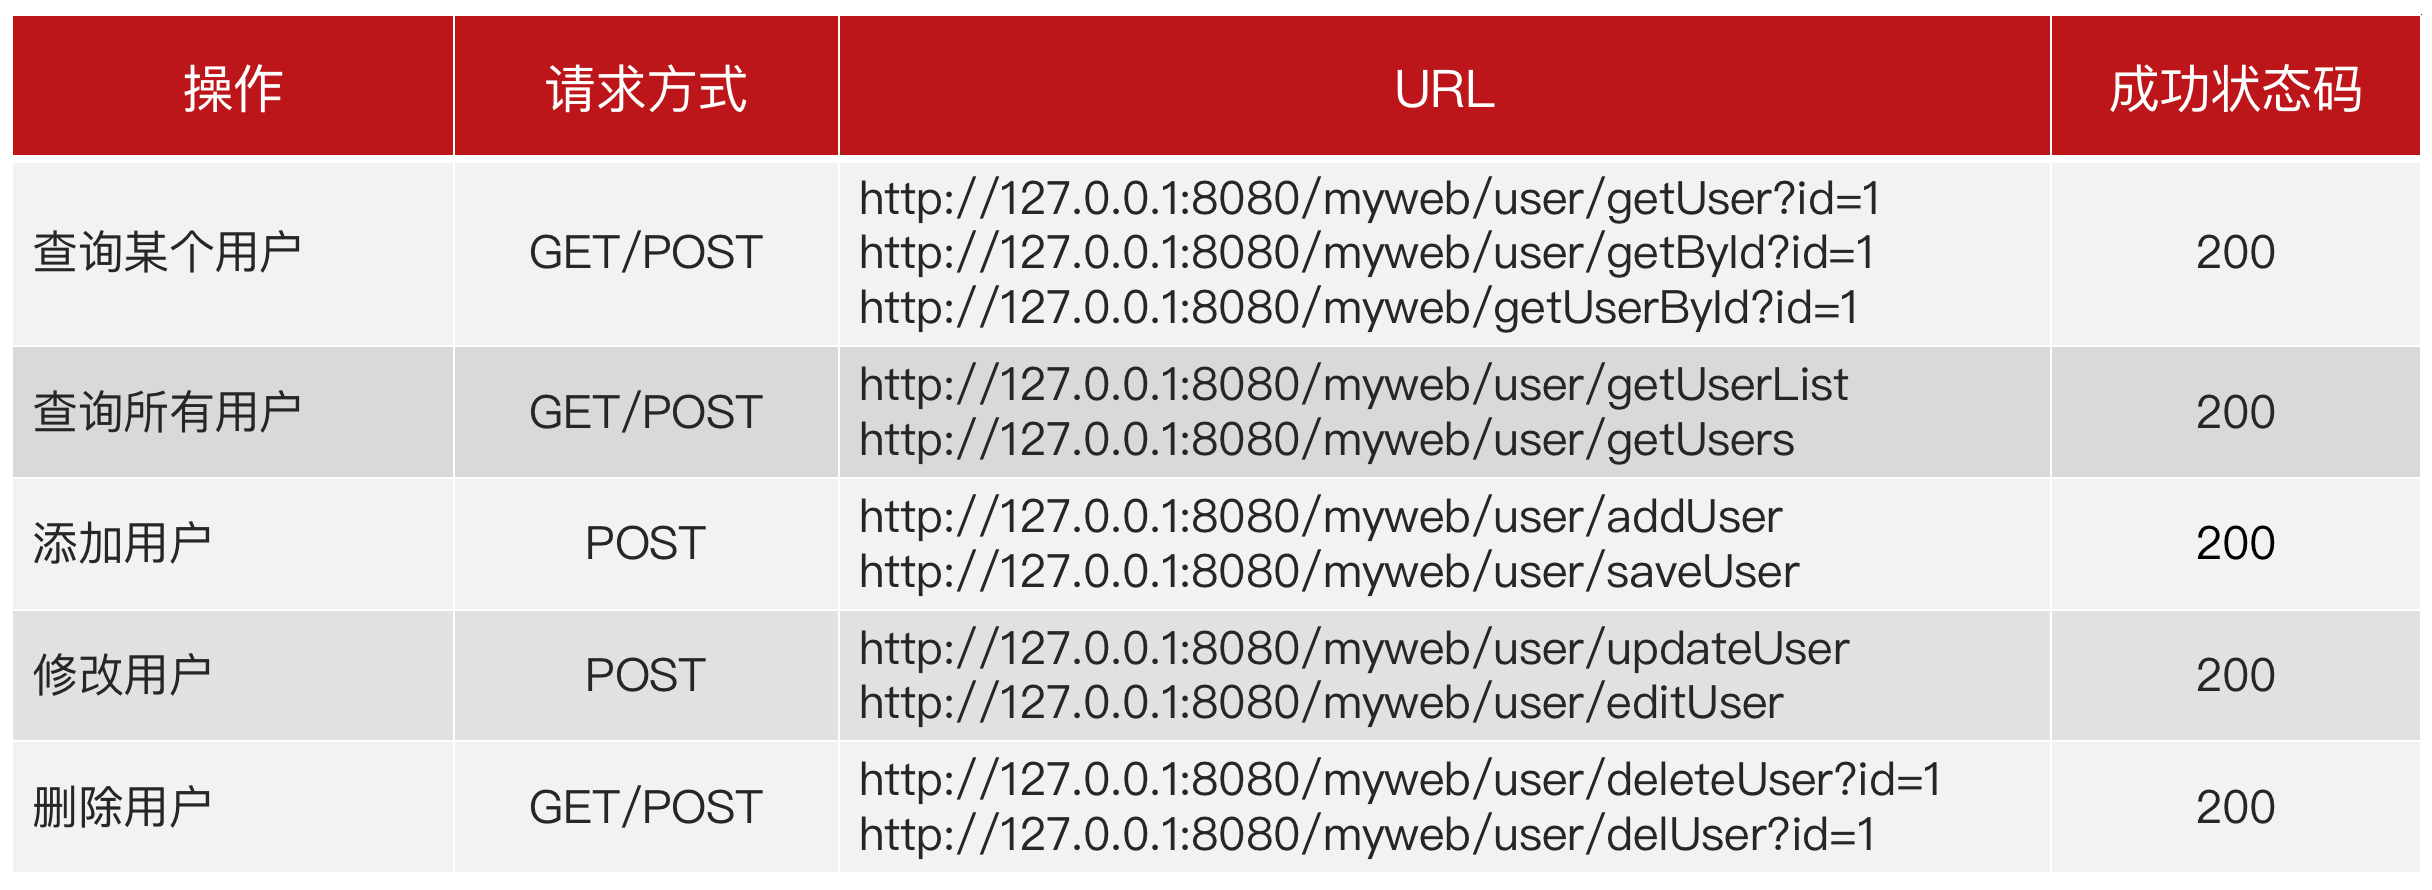 操作 请求方式 URL 成功状态码
查询某个用户 GET/POST http://127.0.0.1:8080/myweb/user/getUser?id=1
http://127.0.0.1:8080/myweb/user/getById?id=1
http://127.0.0.1:8080/myweb/getUserById?id=1
200
查询所有用户 GET/POST http://127.0.0.1:8080/myweb/user/getUserList
http://127.0.0.1:8080/myweb/user/getUsers
200
添加用户 POST http://127.0.0.1:8080/myweb/user/addUser
http://127.0.0.1:8080/myweb/user/saveUser
200
修改用户 POST http://127.0.0.1:8080/myweb/user/updateUser
http://127.0.0.1:8080/myweb/user/editUser
200
删除用户 GET/POST http://127.0.0.1:8080/myweb/user/deleteUser?id=1
http://127.0.0.1:8080/myweb/user/delUser?id=1
200